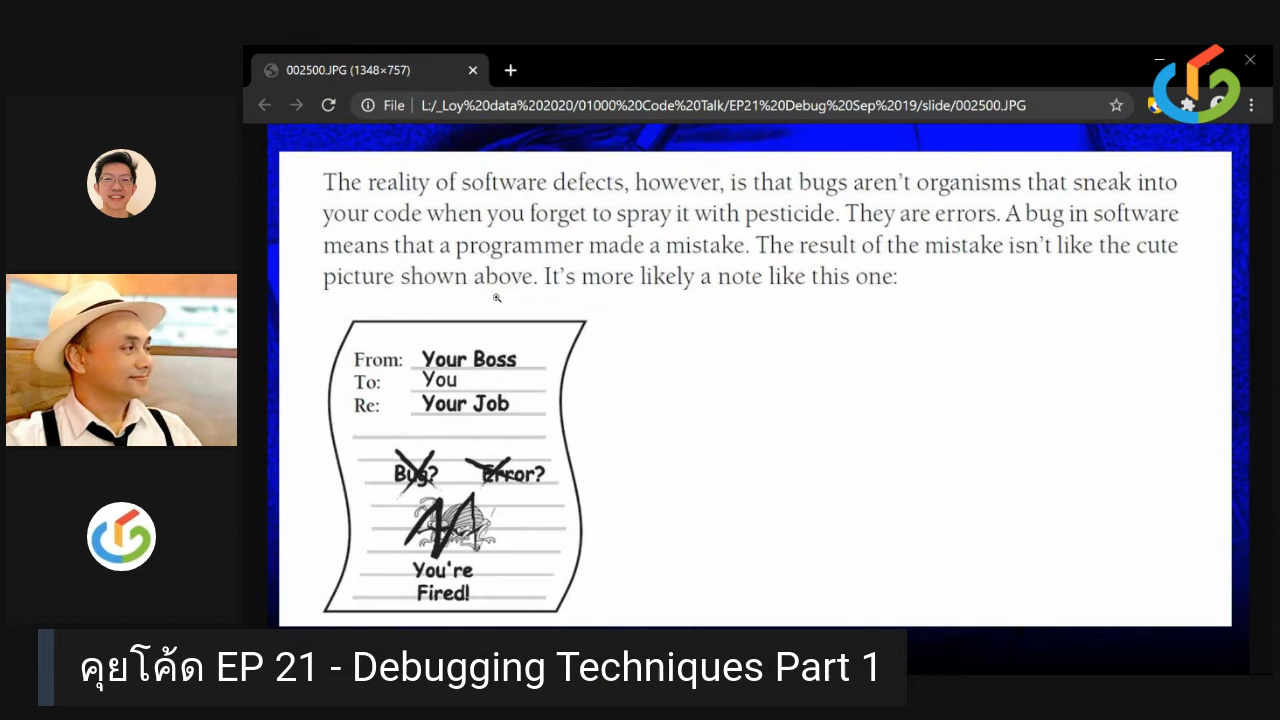 002500.JPG (1348×757)
File L:/_Loy%20data%202020/01000%20Code%20Talk/EP21%20Debug%20Sep%2019/slide/002500.JPG
The reality of software defects, however, is that bugs aren't organisms that sneak into
your code when you forget to spray it with pesticide. They are errors. A bug in software
means that a programmer made a mistake. The result of the mistake isn't like the cute
picture shown above. It's more likely a note like this one:
From: Your Boss
To: You
Re: Your Job
Bug? Error?
You're
Fired!
คุยโค้ด EP 21 - Debugging Techniques Part 1